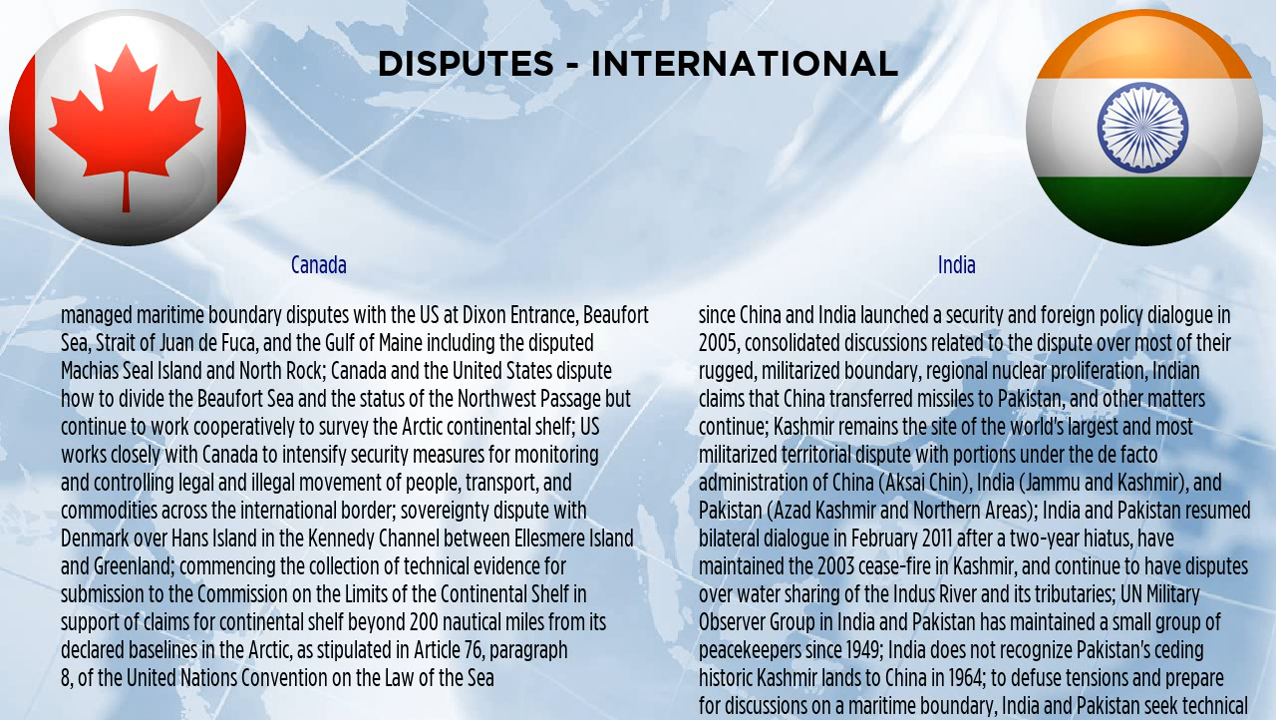 DISPUTES - INTERNATIONAL
Canada
managed maritime boundary disputes with the US at Dixon Entrance, Beaufort
Sea, Strait of Juan de Fuca, and the Gulf of Maine including the disputed
Machias Seal Island and North Rock; Canada and the United States dispute
how to divide the Beaufort Sea and the status of the Northwest Passage but
continue to work cooperatively to survey the Arctic continental shelf; US
works closely with Canada to intensify security measures for monitoring
and controlling legal and illegal movement of people, transport, and
commodities across the international border; sovereignty dispute with
Denmark over Hans Island in the Kennedy Channel between Ellesmere Island
and Greenland; commencing the collection of technical evidence for
submission to the Commission on the Limits of the Continental Shelf in
support of claims for continental shelf beyond 200 nautical miles from its
declared baselines in the Arctic, as stipulated in Article 76, paragraph
8, of the United Nations Convention on the Law of the Sea
India
since China and India launched a security and foreign policy dialogue in
2005, consolidated discussions related to the dispute over most of their
rugged, militarized boundary, regional nuclear proliferation, Indian
claims that China transferred missiles to Pakistan, and other matters
continue; Kashmir remains the site of the world's largest and most
militarized territorial dispute with portions under the de facto
administration of China (Aksai Chin), India (Jammu and Kashmir), and
Pakistan (Azad Kashmir and Northern Areas); India and Pakistan resumed
bilateral dialogue in February 2011 after a two-year hiatus, have
maintained the 2003 cease-fire in Kashmir, and continue to have disputes
over water sharing of the Indus River and its tributaries; UN Military
Observer Group in India and Pakistan has maintained a small group of
peacekeepers since 1949; India does not recognize Pakistan's ceding
historic Kashmir lands to China in 1964; to defuse tensions and prepare
for discussions on a maritime boundary, India and Pakistan seek technical